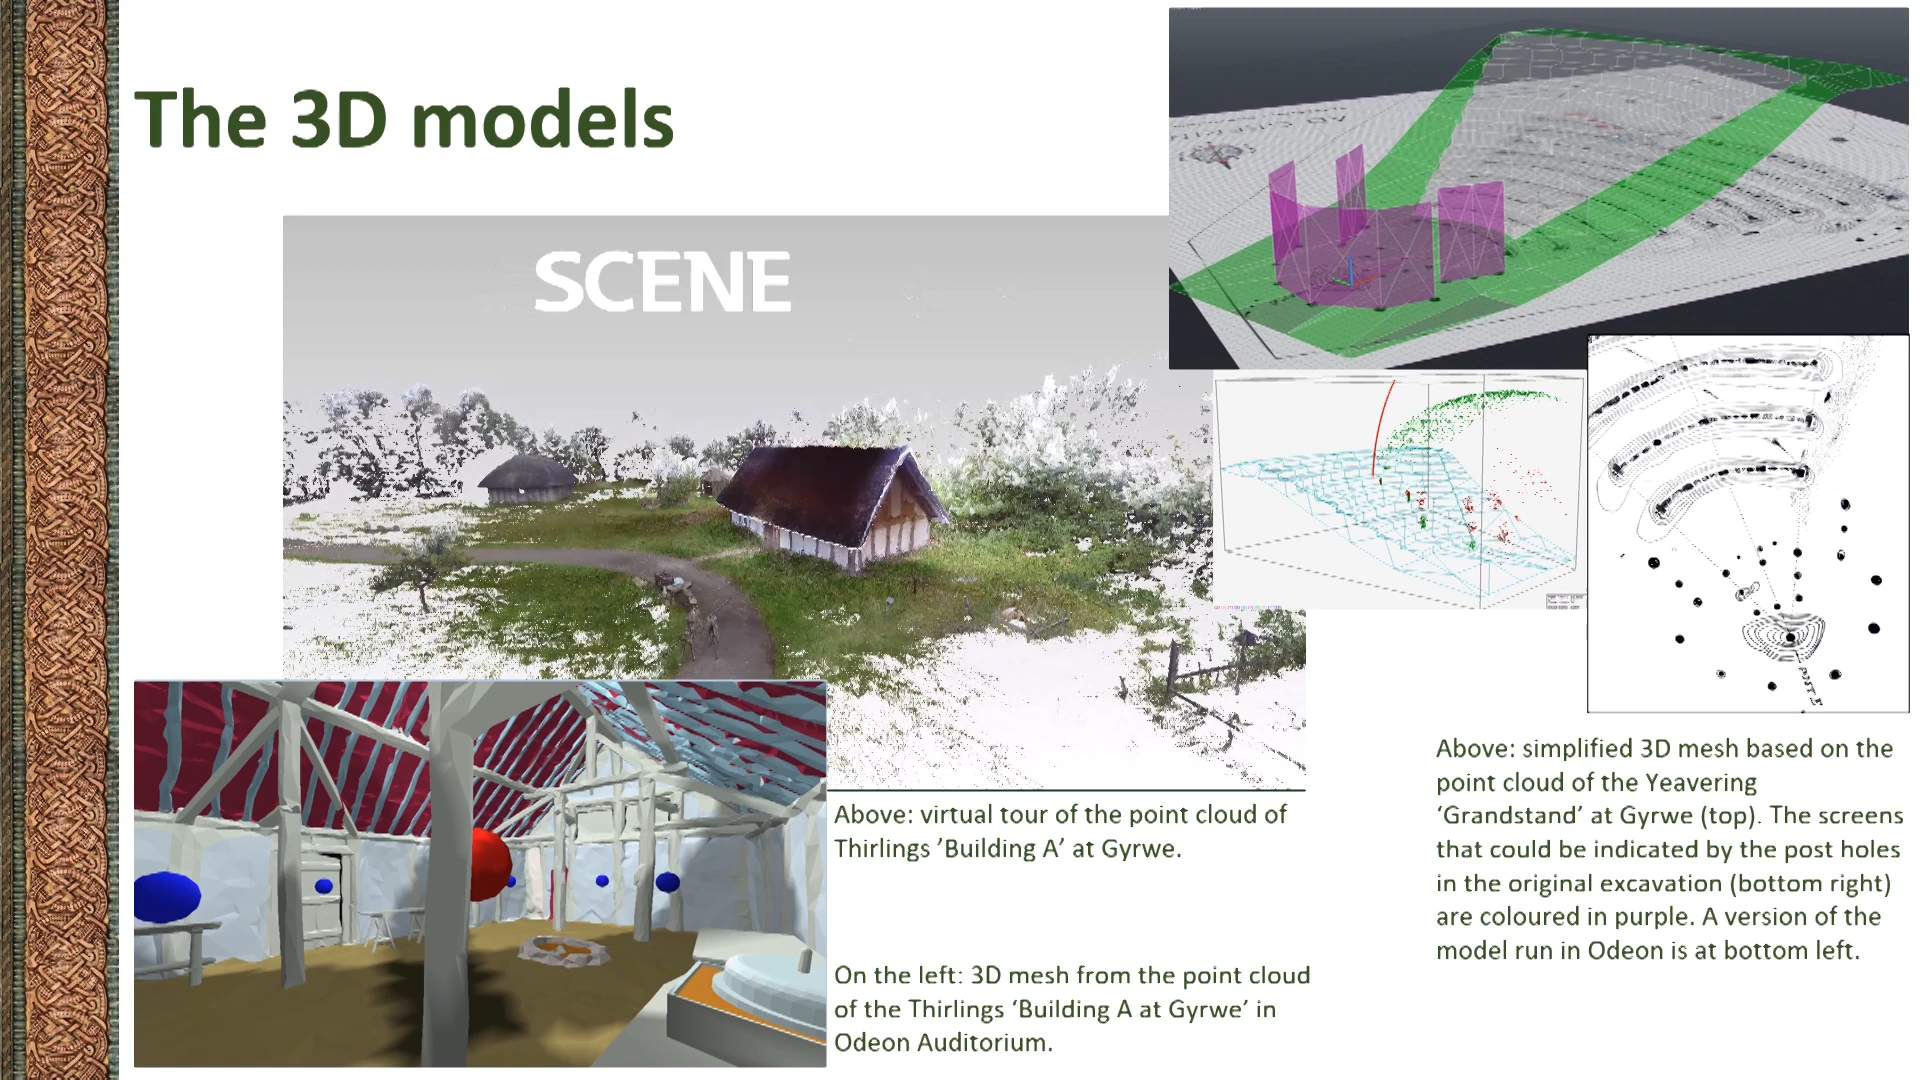 The 3D models
SCENE
POST E
Above: virtual tour of the point cloud of
Thirlings ’Building A’ at Gyrwe.
On the left: 3D mesh from the point cloud
of the Thirlings ‘Building A at Gyrwe’ in
Odeon Auditorium.
Above: simplified 3D mesh based on the
point cloud of the Yeavering
‘Grandstand’ at Gyrwe (top). The screens
that could be indicated by the post holes
in the original excavation (bottom right)
are coloured in purple. A version of the
model run in Odeon is at bottom left.